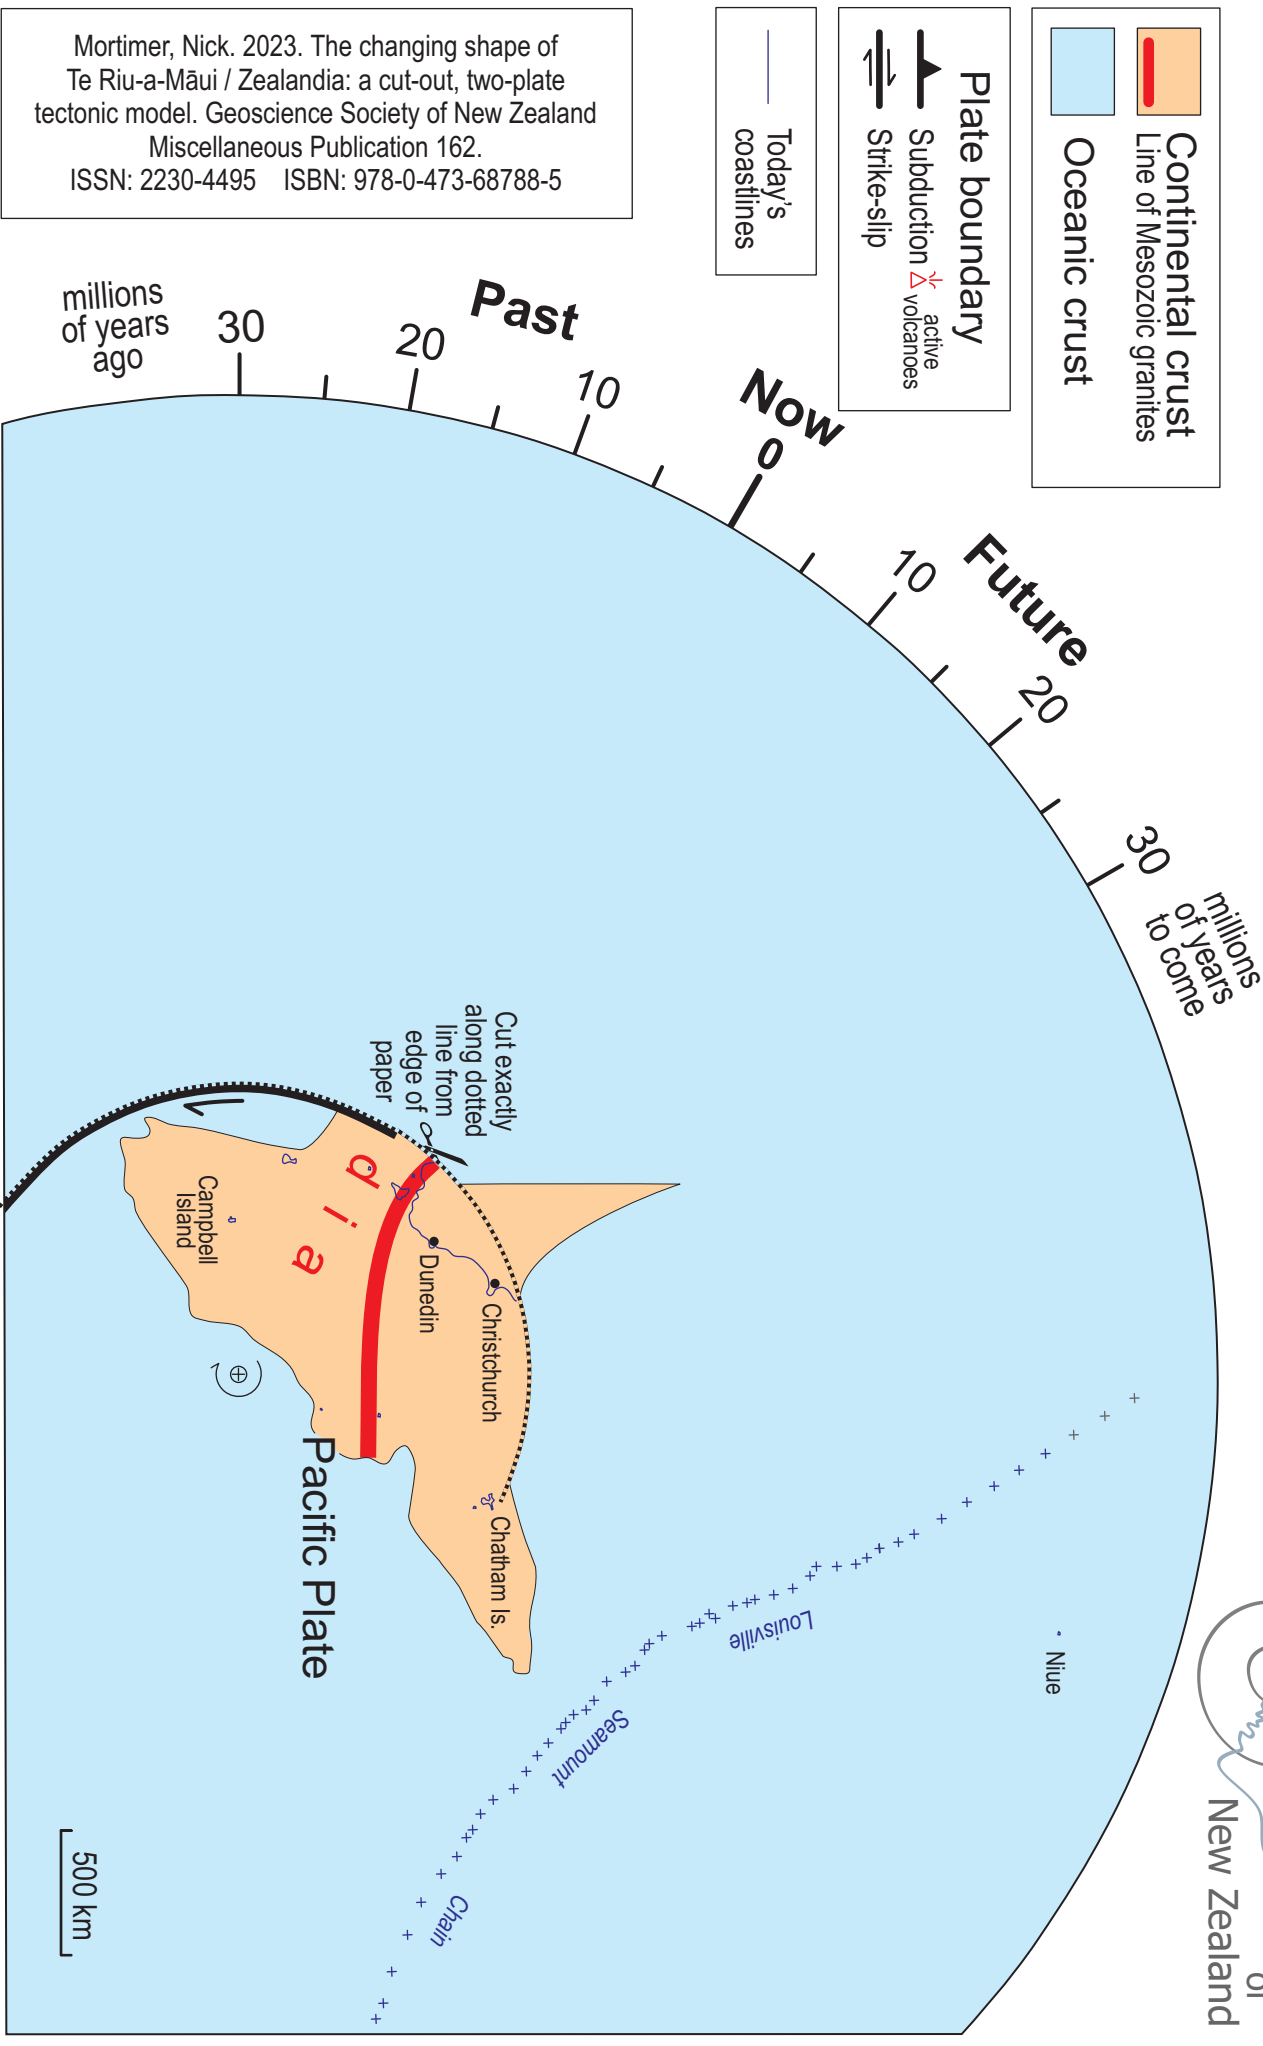 Mortimer, Nick. 2023. The changing shape of
Te Riu-a-Māui / Zealandia: a cut-out, two-plate
tectonic model. Geoscience Society of New Zealand
Miscellaneous Publication 162.
ISSN: 2230-4495 ISBN: 978-0-473-68788-5
Continental crust
Line of Mesozoic granites
Oceanic crust
Plate boundary
Subduction
active
volcanoes
Strike-slip
Today's
coastlines
millions
of years
ago
30
20
10
Past
Now
0
10
20
30
Future
millions
of years
to come
Cut exactly
along dotted
line from
edge of
paper
d i a
Campbell
Island
Dunedin
Christchurch
Chatham Is.
Pacific Plate
Louisville
Seamount
Chain
Niue
500 km
New Zealand